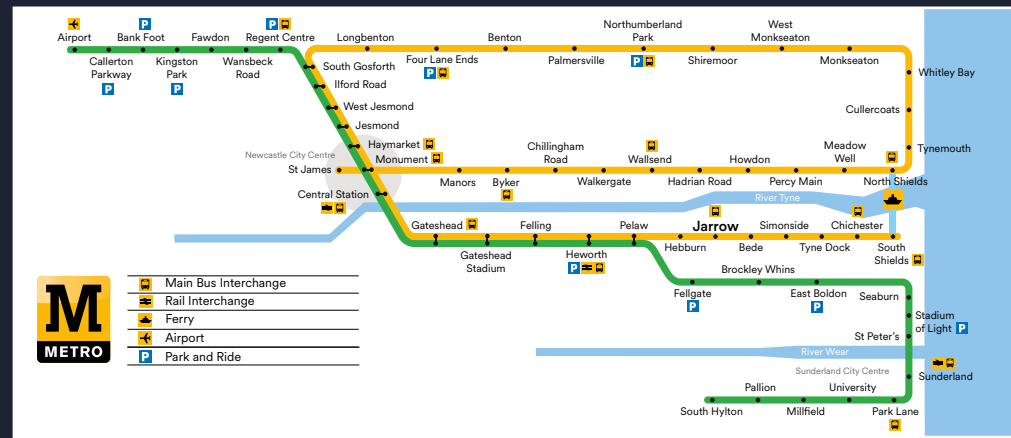 Airport
Bank Foot
Fawdon
Regent Centre
P
P
Callerton
Parkway
P
Kingston
Park
P
Wansbeck
Road
Longbenton
Four Lane Ends
P
Benton
Palmersville
Northumberland
Park
P
Shiremoor
West
Monkseaton
Monkseaton
Whitley Bay
Cullercoats
Tynemouth
South Gosforth
Ilford Road
West Jesmond
Jesmond
Haymarket
Newcastle City Centre
Monument
St James
Central Station
Manors
Byker
Chillingham
Road
Walkergate
Wallsend
Hadrian Road
Howdon
Percy Main
Meadow
Well
North Shields
River Tyne
Gateshead
Gateshead
Stadium
Felling
Heworth
P
Pelaw
Hebburn
Jarrow
Bede
Simonside
Tyne Dock
Chichester
South
Shields
Fellgate
P
Brockley Whins
East Boldon
P
Seaburn
Stadium
of Light P
St Peter's
River Wear
Sunderland City Centre
Sunderland
Park Lane
University
Millfield
Pallion
South Hylton
M
METRO
Main Bus Interchange
Rail Interchange
Ferry
Airport
P Park and Ride